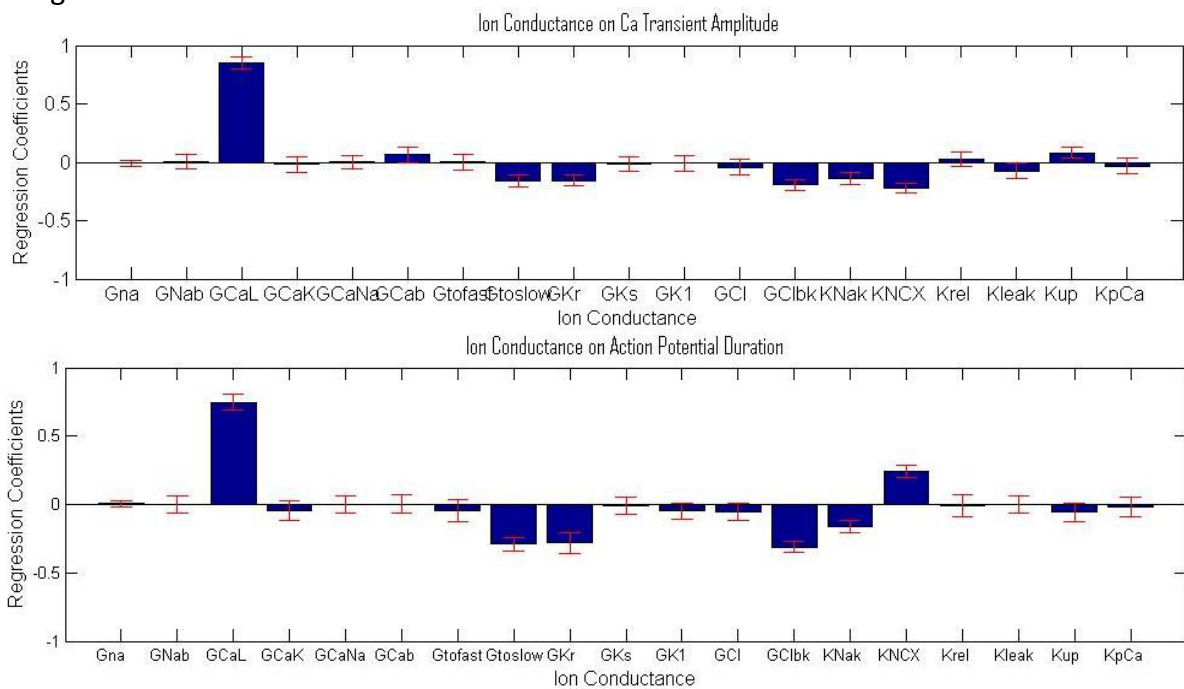 Ion Conductance on Ca Transient Amplitude
1
0.5
0
-0.5
-1
Regression Coefficients
Gna GNab GCaL GCaK GCaNa GCab Gtofast Gtoslow GKr GKs GK1 GCl GClbk KNak KNCX Krel Kleak Kup KpCa
Ion Conductance
Ion Conductance on Action Potential Duration
1
0.5
0
-0.5
-1
Regression Coefficients
Gna GNab GCaL GCaK GCaNa GCab Gtofast Gtoslow GKr GKs GK1 GCl GClbk KNak KNCX Krel Kleak Kup KpCa
Ion Conductance